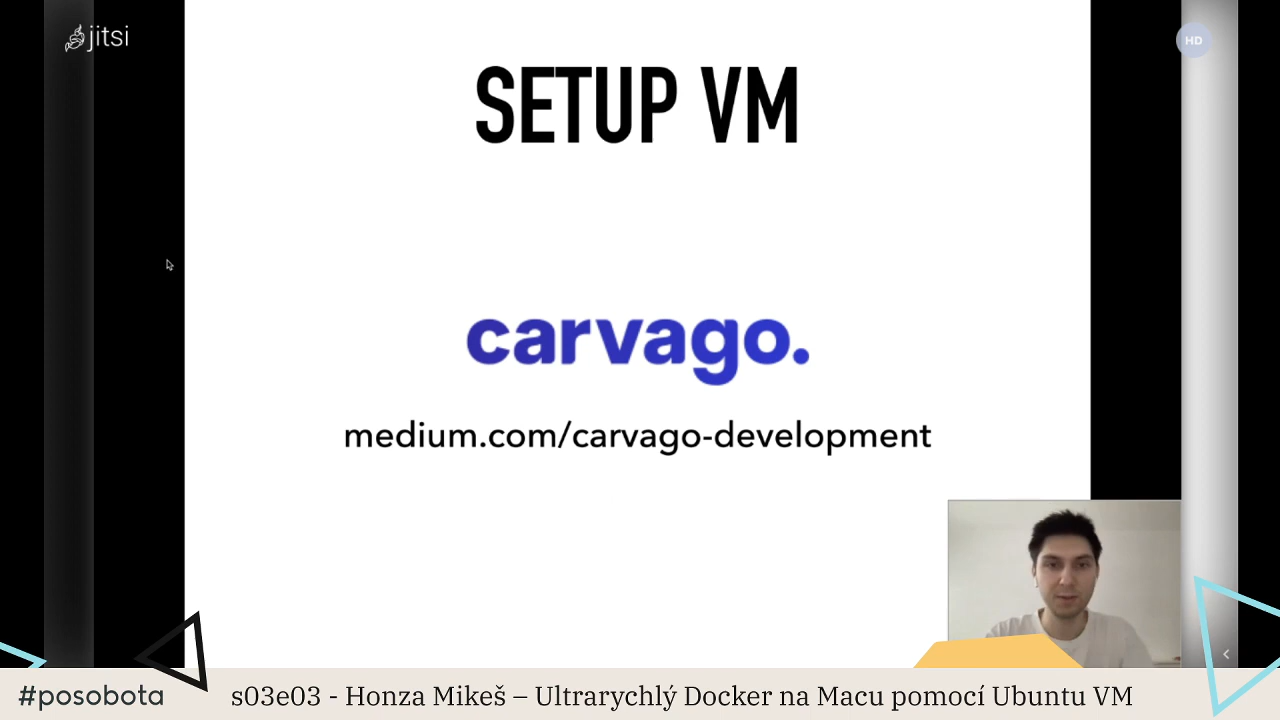 jitsi
HD
SETUP VM
carvago.
medium.com/carvago-development
#posobota
s03e03 - Honza Mikeš – Ultrarychlý Docker na Macu pomocí Ubuntu VM